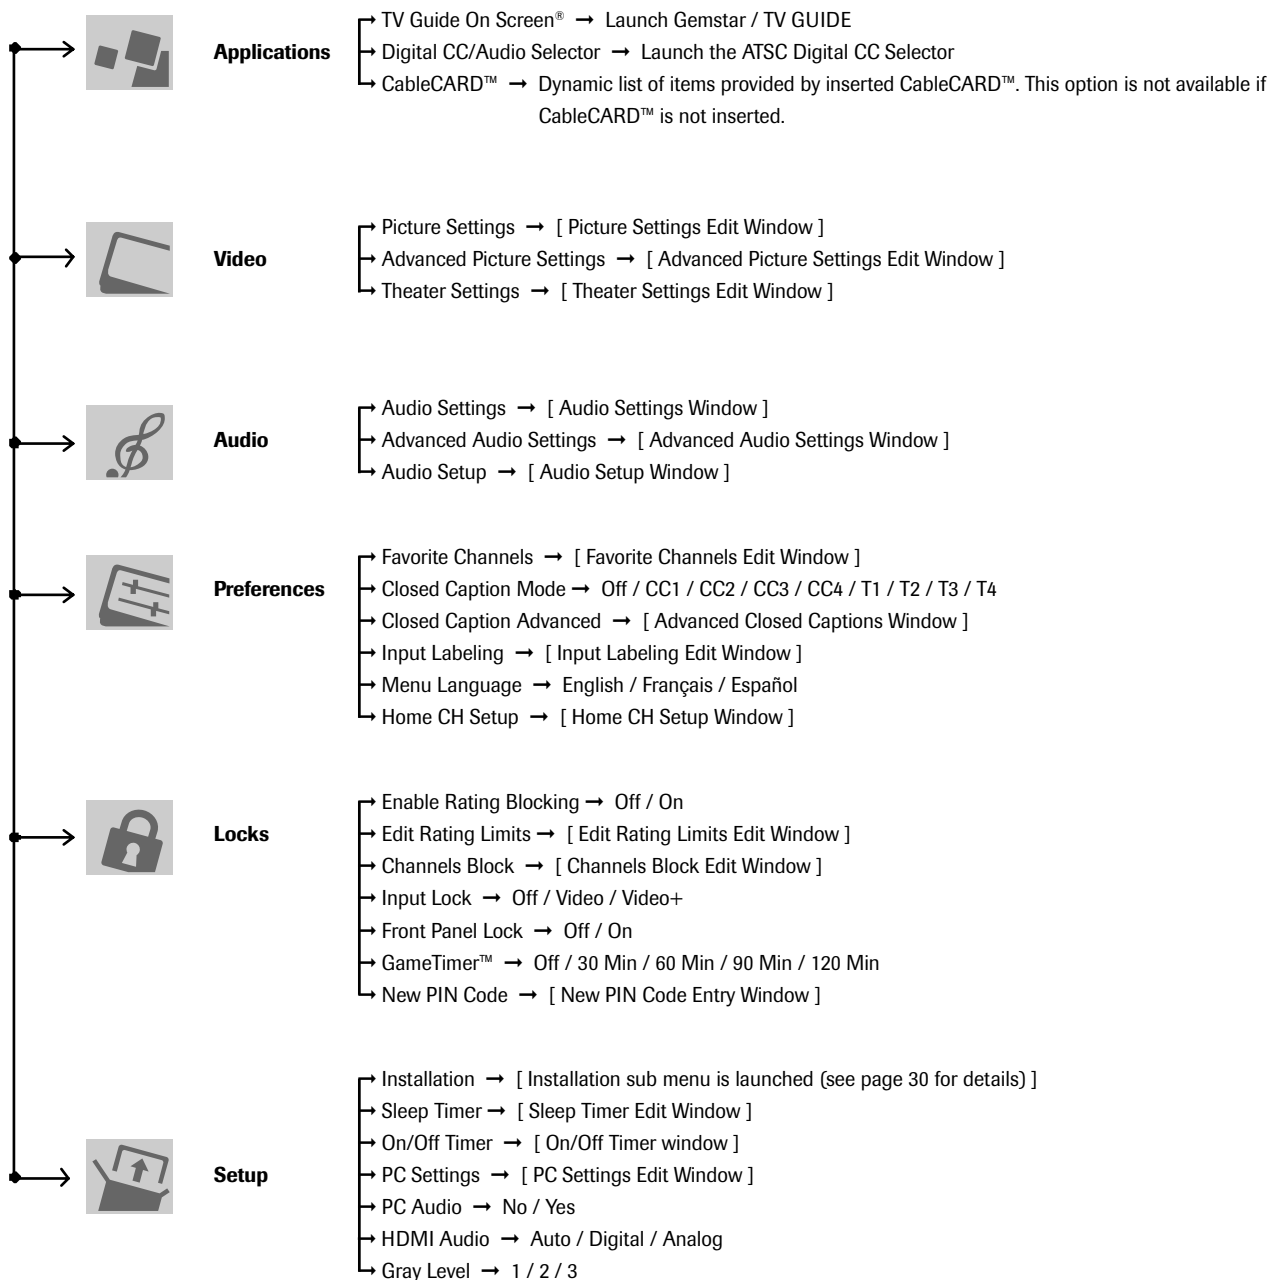 Applications
→ TV Guide On Screen® → Launch Gemstar / TV GUIDE
→ Digital CC/Audio Selector → Launch the ATSC Digital CC Selector
→ CableCARD™ → Dynamic list of items provided by inserted CableCARD™. This option is not available if
CableCARD™ is not inserted.
Video
→ Picture Settings → [ Picture Settings Edit Window ]
→ Advanced Picture Settings → [ Advanced Picture Settings Edit Window ]
→ Theater Settings → [ Theater Settings Edit Window ]
Audio
→ Audio Settings → [ Audio Settings Window ]
→ Advanced Audio Settings → [ Advanced Audio Settings Window ]
→ Audio Setup → [ Audio Setup Window ]
Preferences
→ Favorite Channels → [ Favorite Channels Edit Window ]
→ Closed Caption Mode → Off / CC1 / CC2 / CC3 / CC4 / T1 / T2 / T3 / T4
→ Closed Caption Advanced → [ Advanced Closed Captions Window ]
→ Input Labeling → [ Input Labeling Edit Window ]
→ Menu Language → English / Français / Español
→ Home CH Setup → [ Home CH Setup Window ]
Locks
→ Enable Rating Blocking → Off / On
→ Edit Rating Limits → [ Edit Rating Limits Edit Window ]
→ Channels Block → [ Channels Block Edit Window ]
→ Input Lock → Off / Video / Video+
→ Front Panel Lock → Off / On
→ GameTimer™ → Off / 30 Min / 60 Min / 90 Min / 120 Min
→ New PIN Code → [ New PIN Code Entry Window ]
Setup
→ Installation → [ Installation sub menu is launched (see page 30 for details) ]
→ Sleep Timer → [ Sleep Timer Edit Window ]
→ On/Off Timer → [ On/Off Timer window ]
→ PC Settings → [ PC Settings Edit Window ]
→ PC Audio → No / Yes
→ HDMI Audio → Auto / Digital / Analog
→ Gray Level → 1 / 2 / 3